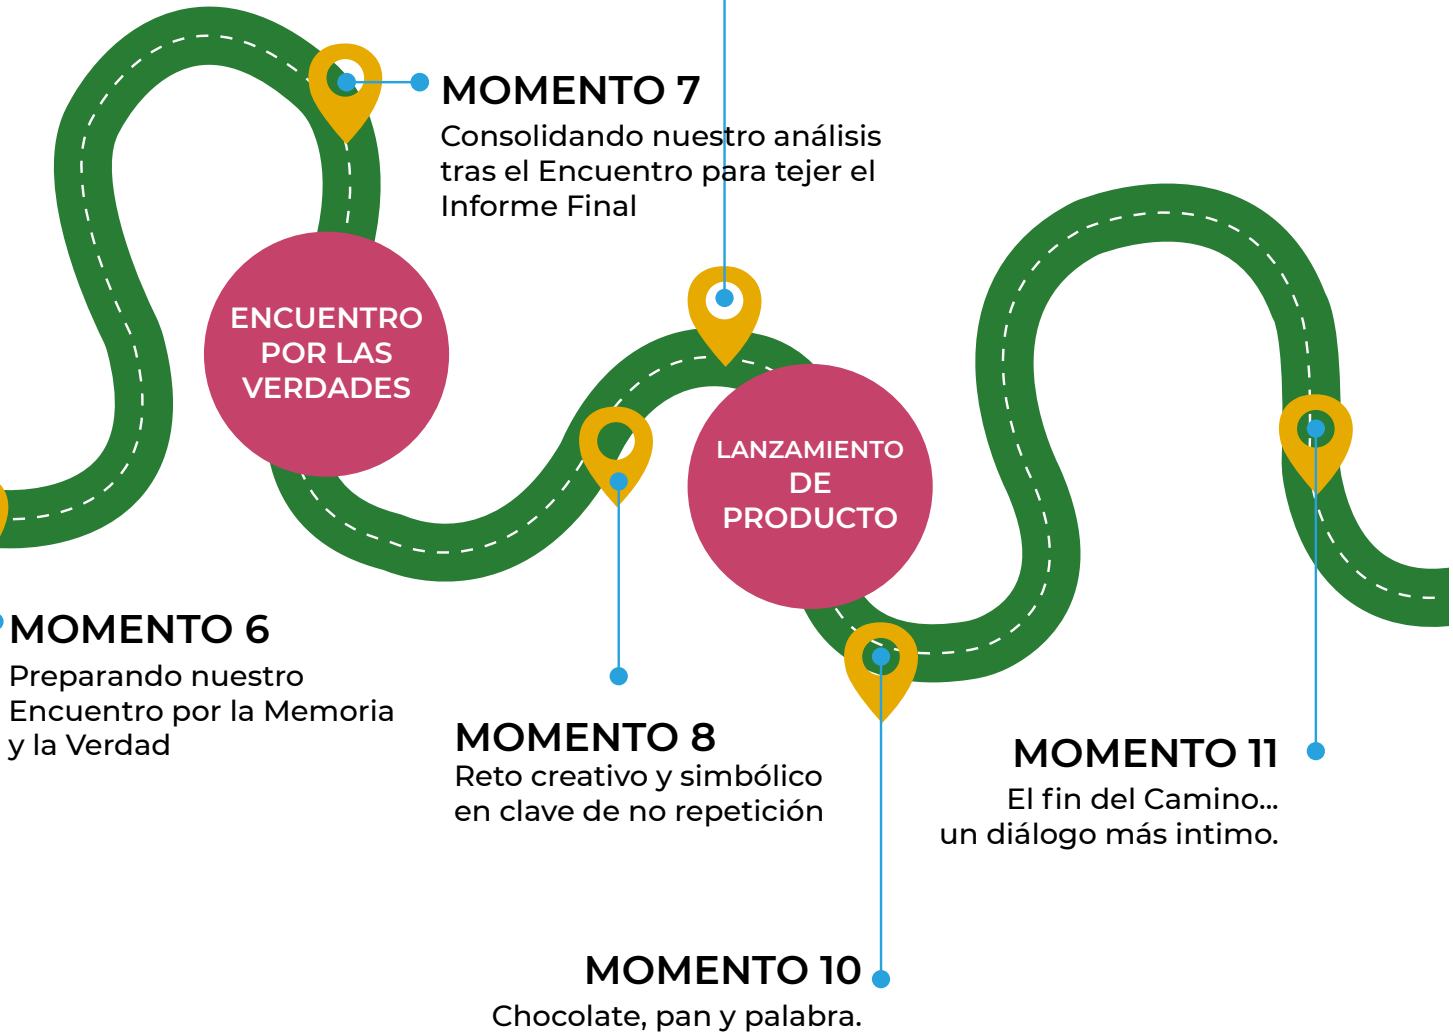 MOMENTO 7
Consolidando nuestro análisis
tras el Encuentro para tejer el
Informe Final
ENCUENTRO
POR LAS
VERDADES
LANZAMIENTO
DE
PRODUCTO
MOMENTO 6
Preparando nuestro
Encuentro por la Memoria
y la Verdad
MOMENTO 8
Reto creativo y simbólico
en clave de no repetición
MOMENTO 11
El fin del Camino...
un diálogo más intimo.
MOMENTO 10
Chocolate, pan y palabra.